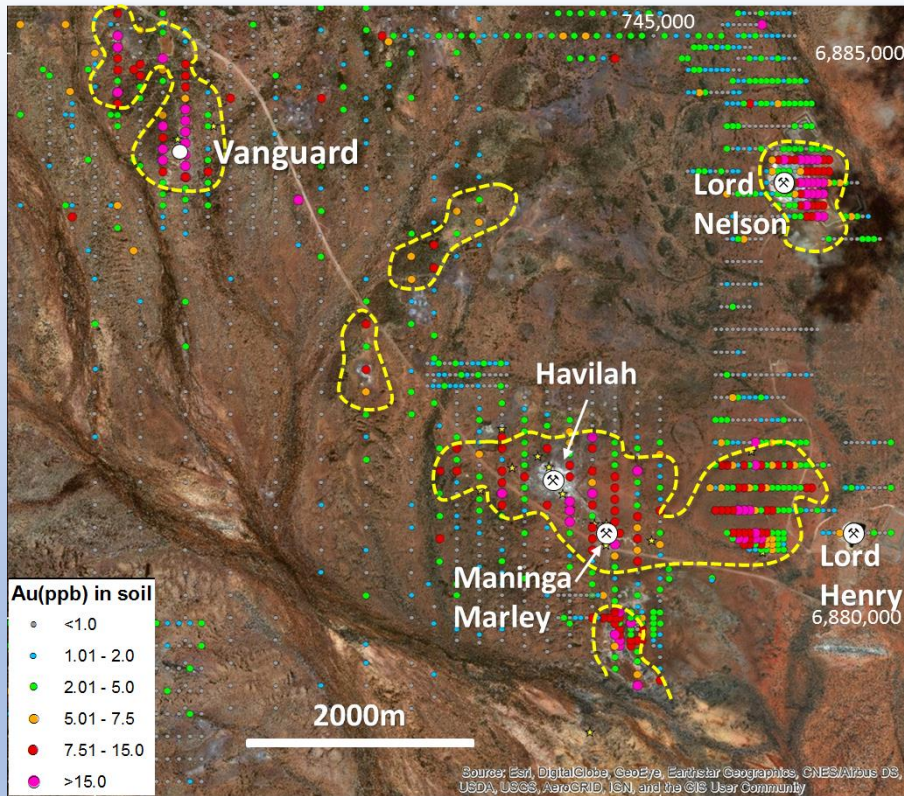 745,000
6,885,000
Vanguard
Lord
Nelson
Havilah
Maninga
Marley
Lord
Henry
6,880,000
Au(ppb) in soil
<1.0
1.01 - 2.0
2.01 - 5.0
5.01 - 7.5
7.51 - 15.0
>15.0
2000m
Source: Esri, DigitalGlobe, GeoEye, Earthstar Geographics, CNES/Airbus DS,
USDA, USGS, AeroGRID, IGN, and the GIS User Community